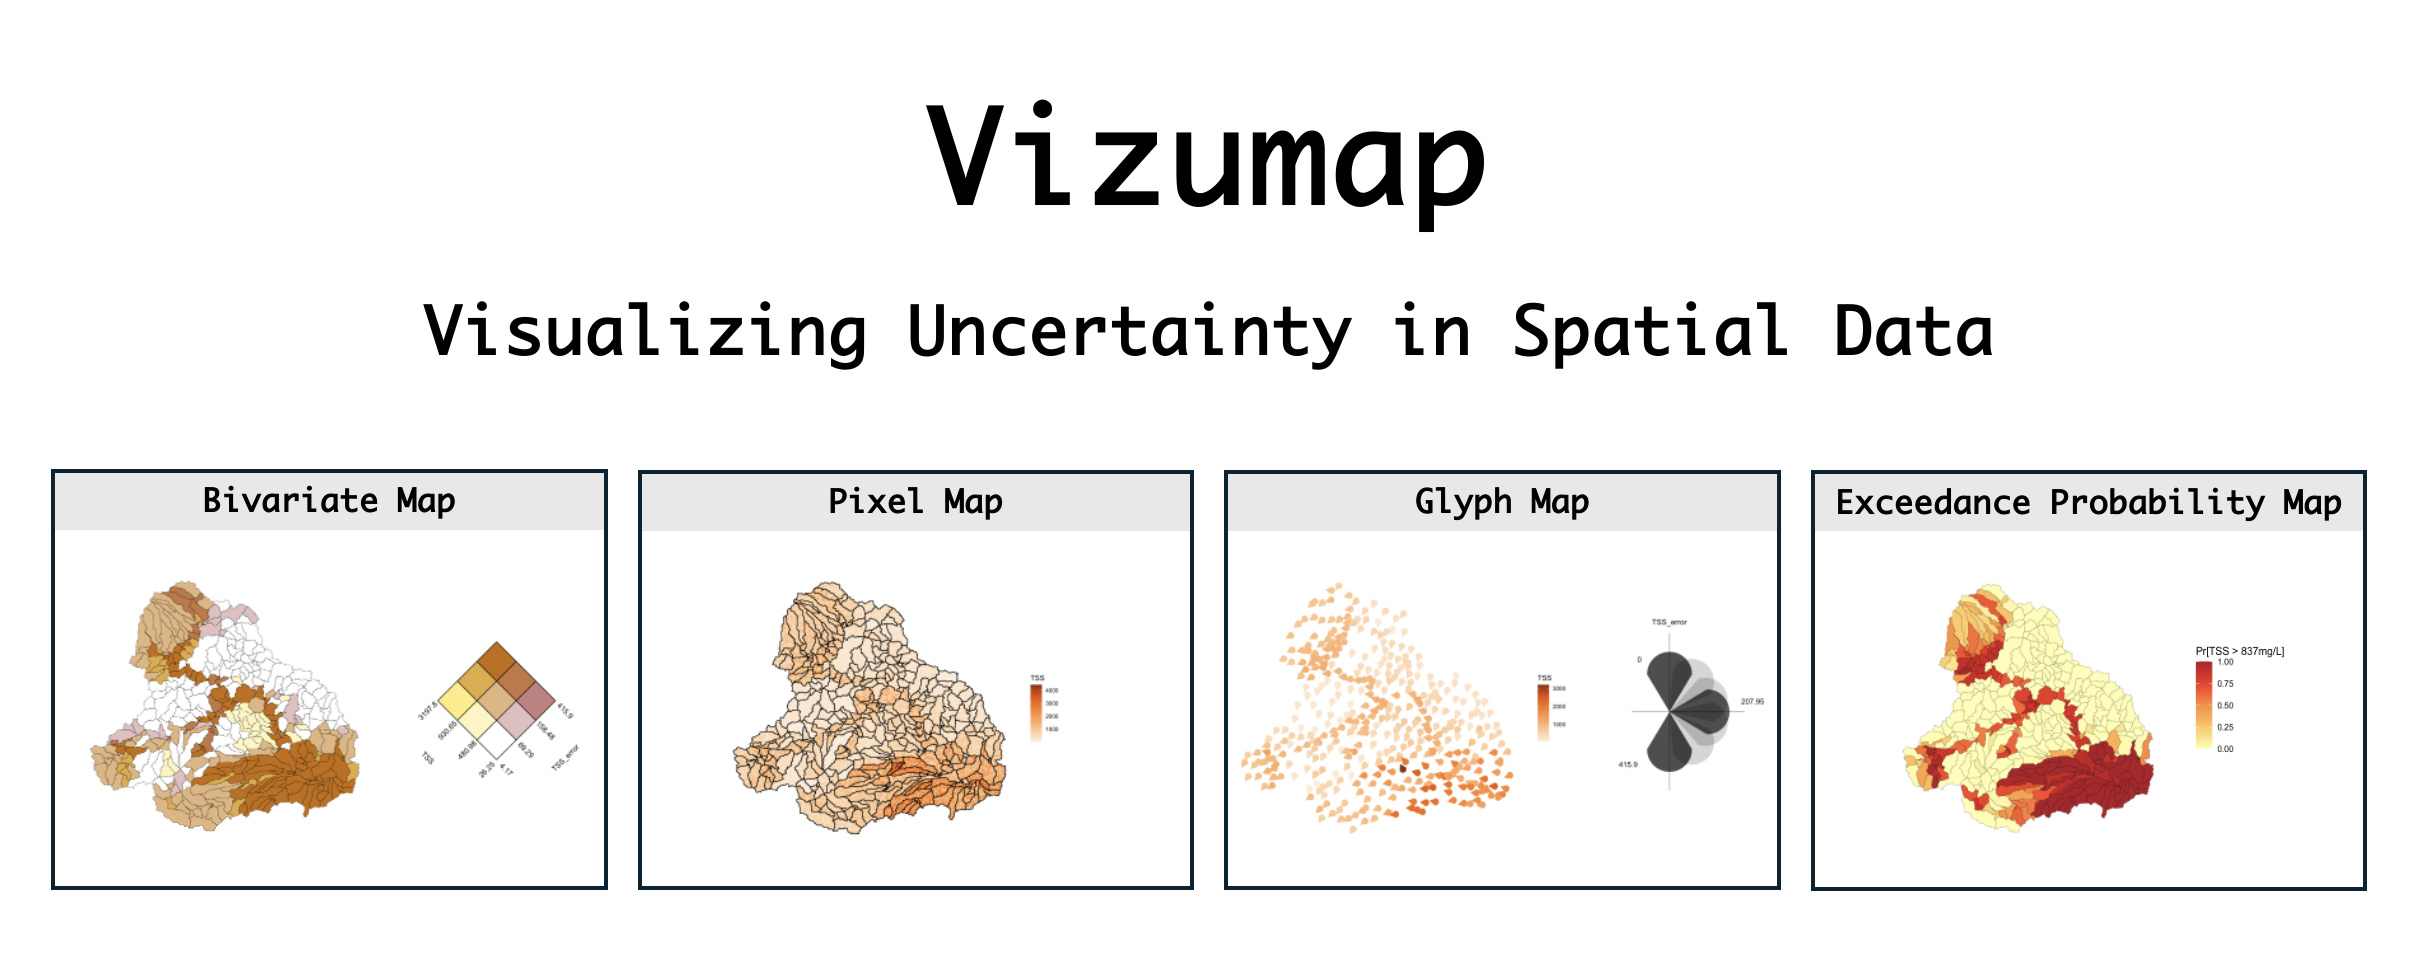 Vizumap
Visualizing Uncertainty in Spatial Data
Bivariate Map
3197.8
930.65
480.98
26.25
TSS
415.9
158.48
69.29
4.17
TSS_error
Pixel Map
TSS
4000
3000
2000
1000
Glyph Map
TSS
3000
2000
1000
TSS_error
0
207.95
415.9
Exceedance Probability Map
Pr[TSS > 837mg/L]
1.00
0.75
0.50
0.25
0.00